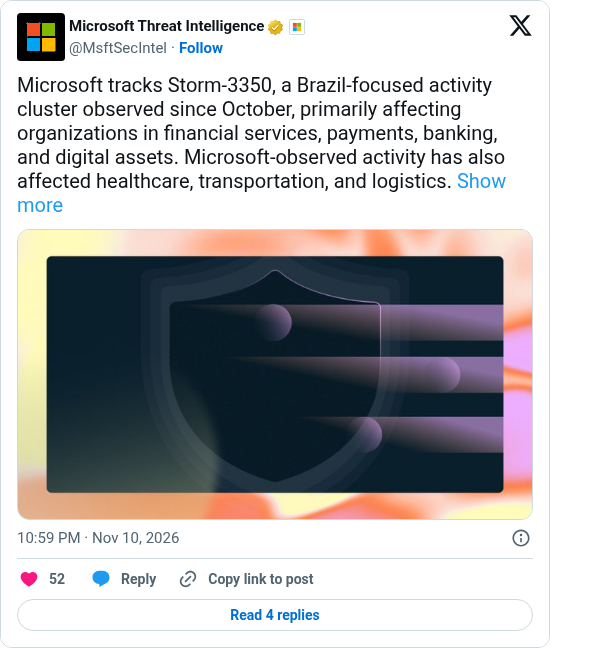 Microsoft Threat Intelligence
@MsftSecIntel · Follow
Microsoft tracks Storm-3350, a Brazil-focused activity
cluster observed since October, primarily affecting
organizations in financial services, payments, banking,
and digital assets. Microsoft-observed activity has also
affected healthcare, transportation, and logistics. Show
more
10:59 PM · Nov 10, 2026
52 Reply Copy link to post
Read 4 replies